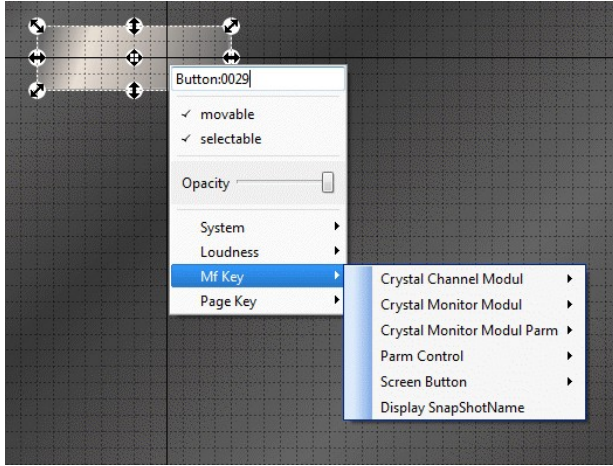 Button:0029
movable
selectable
Opacity
System
Loudness
Mf Key
Page Key
Crystal Channel Modul
Crystal Monitor Modul
Crystal Monitor Modul Parm
Parm Control
Screen Button
Display SnapShotName